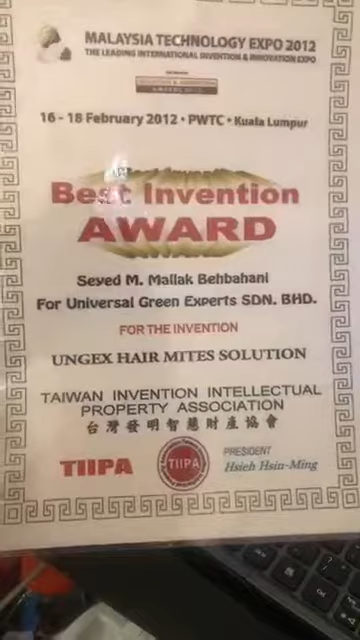 MALAYSIA TECHNOLOGY EXPO 2012
THE LEADING INTERNATIONAL INVENTION & INNOVATION EXPO
16 - 18 February 2012 • PWTC • Kuala Lumpur
Best Invention
AWARD
Seyed M. Mallak Behbahani
For Universal Green Experts SDN. BHD.
FOR THE INVENTION
UNGEX HAIR MITES SOLUTION
TAIWAN INVENTION INTELLECTUAL
PROPERTY ASSOCIATION
台灣發明智慧財產協會
TIIPA
TIIPA
PRESIDENT
Hsieh Hsin-Ming